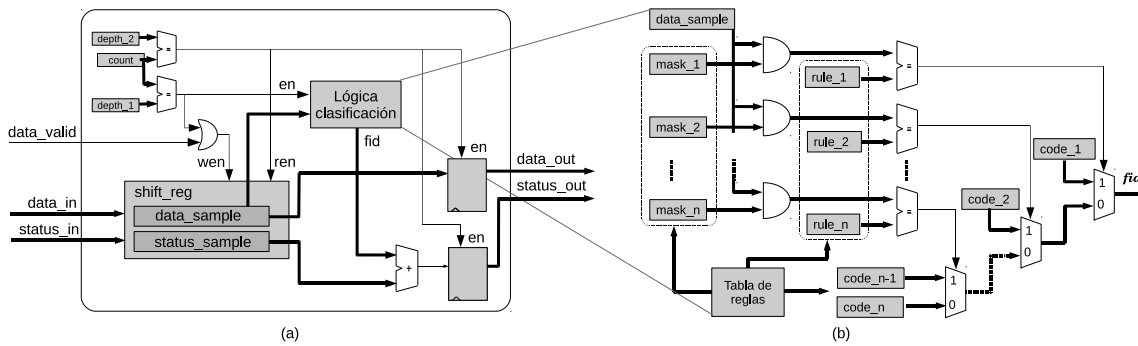 depth_2
count
=
depth_1
=
en
data_valid
wen
ren
Lógica
clasificación
fid
shift_reg
data_in
data_sample
status_in
status_sample
+
en
en
data_out
status_out
(a)
data_sample
mask_1
mask_2
mask_n
rule_1
rule_2
rule_n
=
=
=
Tabla de
reglas
code_1
code_2
code_n-1
code_n
1
0
1
0
1
0
fid
(b)